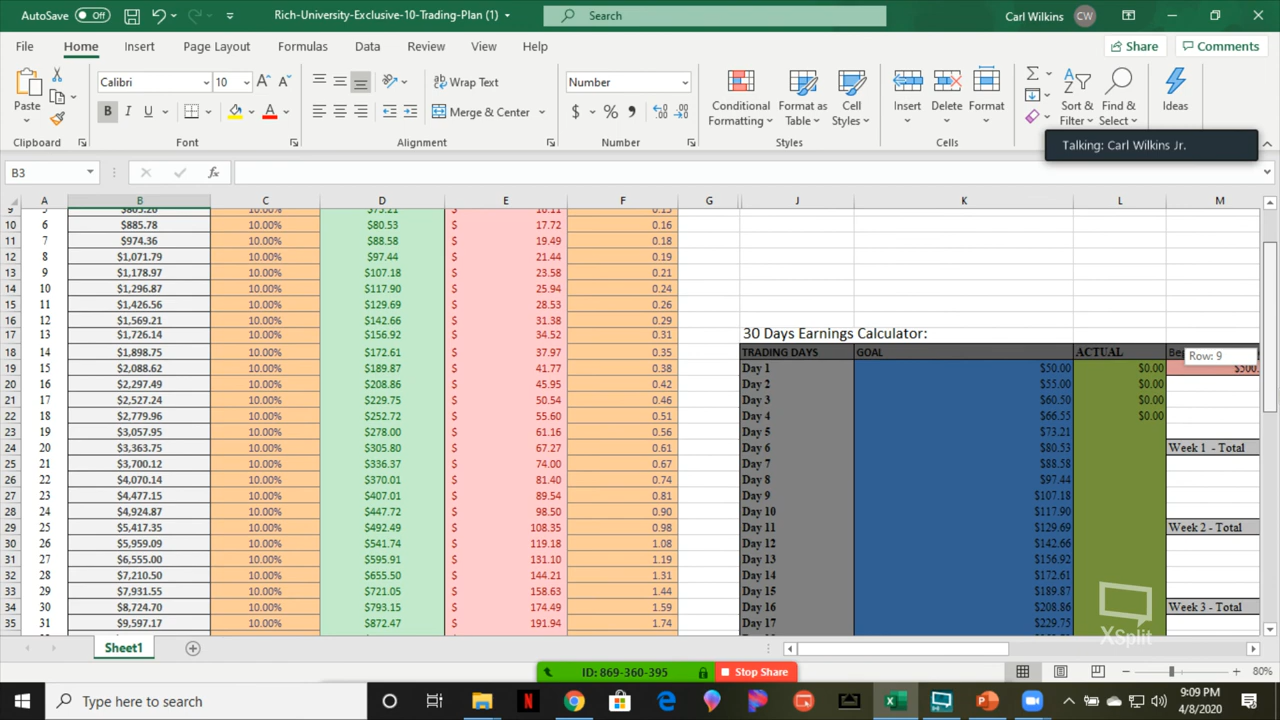 AutoSave Off Rich-University-Exclusive-10-Trading-Plan (1) Search Carl Wilkins CW
File Home Insert Page Layout Formulas Data Review View Help Share Comments
Calibri 10 Wrap Text Number
Paste B I U Merge & Center $ % Conditional Formatting Format as Table Cell Styles Insert Delete Format Sort & Filter Find & Select Ideas
Clipboard Font Alignment Number Styles Cells
Talking: Carl Wilkins Jr.
B3 fx
A B C D E F G J K L M
9 5 $805.26 10.00% $73.21 $ 16.11 0.15
10 6 $885.78 10.00% $80.53 $ 17.72 0.16
11 7 $974.36 10.00% $88.58 $ 19.49 0.18
12 8 $1,071.79 10.00% $97.44 $ 21.44 0.19
13 9 $1,178.97 10.00% $107.18 $ 23.58 0.21
14 10 $1,296.87 10.00% $117.90 $ 25.94 0.24
15 11 $1,426.56 10.00% $129.69 $ 28.53 0.26
16 12 $1,569.21 10.00% $142.66 $ 31.38 0.29
17 13 $1,726.14 10.00% $156.92 $ 34.52 0.31 30 Days Earnings Calculator:
18 14 $1,898.75 10.00% $172.61 $ 37.97 0.35 TRADING DAYS GOAL ACTUAL Row: 9
19 15 $2,088.62 10.00% $189.87 $ 41.77 0.38 Day 1 $50.00 $0.00 $500.
20 16 $2,297.49 10.00% $208.86 $ 45.95 0.42 Day 2 $55.00 $0.00
21 17 $2,527.24 10.00% $229.75 $ 50.54 0.46 Day 3 $60.50 $0.00
22 18 $2,779.96 10.00% $252.72 $ 55.60 0.51 Day 4 $66.55 $0.00
23 19 $3,057.95 10.00% $278.00 $ 61.16 0.56 Day 5 $73.21
24 20 $3,363.75 10.00% $305.80 $ 67.27 0.61 Day 6 $80.53 Week 1 - Total
25 21 $3,700.12 10.00% $336.37 $ 74.00 0.67 Day 7 $88.58
26 22 $4,070.14 10.00% $370.01 $ 81.40 0.74 Day 8 $97.44
27 23 $4,477.15 10.00% $407.01 $ 89.54 0.81 Day 9 $107.18
28 24 $4,924.87 10.00% $447.72 $ 98.50 0.90 Day 10 $117.90
29 25 $5,417.35 10.00% $492.49 $ 108.35 0.98 Day 11 $129.69 Week 2 - Total
30 26 $5,959.09 10.00% $541.74 $ 119.18 1.08 Day 12 $142.66
31 27 $6,555.00 10.00% $595.91 $ 131.10 1.19 Day 13 $156.92
32 28 $7,210.50 10.00% $655.50 $ 144.21 1.31 Day 14 $172.61
33 29 $7,931.55 10.00% $721.05 $ 158.63 1.44 Day 15 $189.87
34 30 $8,724.70 10.00% $793.15 $ 174.49 1.59 Day 16 $208.86 Week 3 - Total
35 31 $9,597.17 10.00% $872.47 $ 191.94 1.74 Day 17 $229.75
XSplit
Sheet1
ID: 869-360-395 Stop Share
80%
Type here to search
9:09 PM
4/8/2020